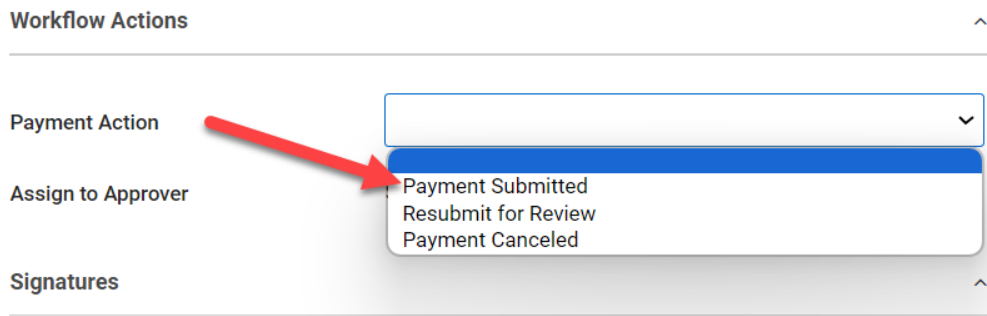 Workflow Actions
Payment Action
Payment Submitted
Assign to Approver
Resubmit for Review
Payment Canceled
Signatures